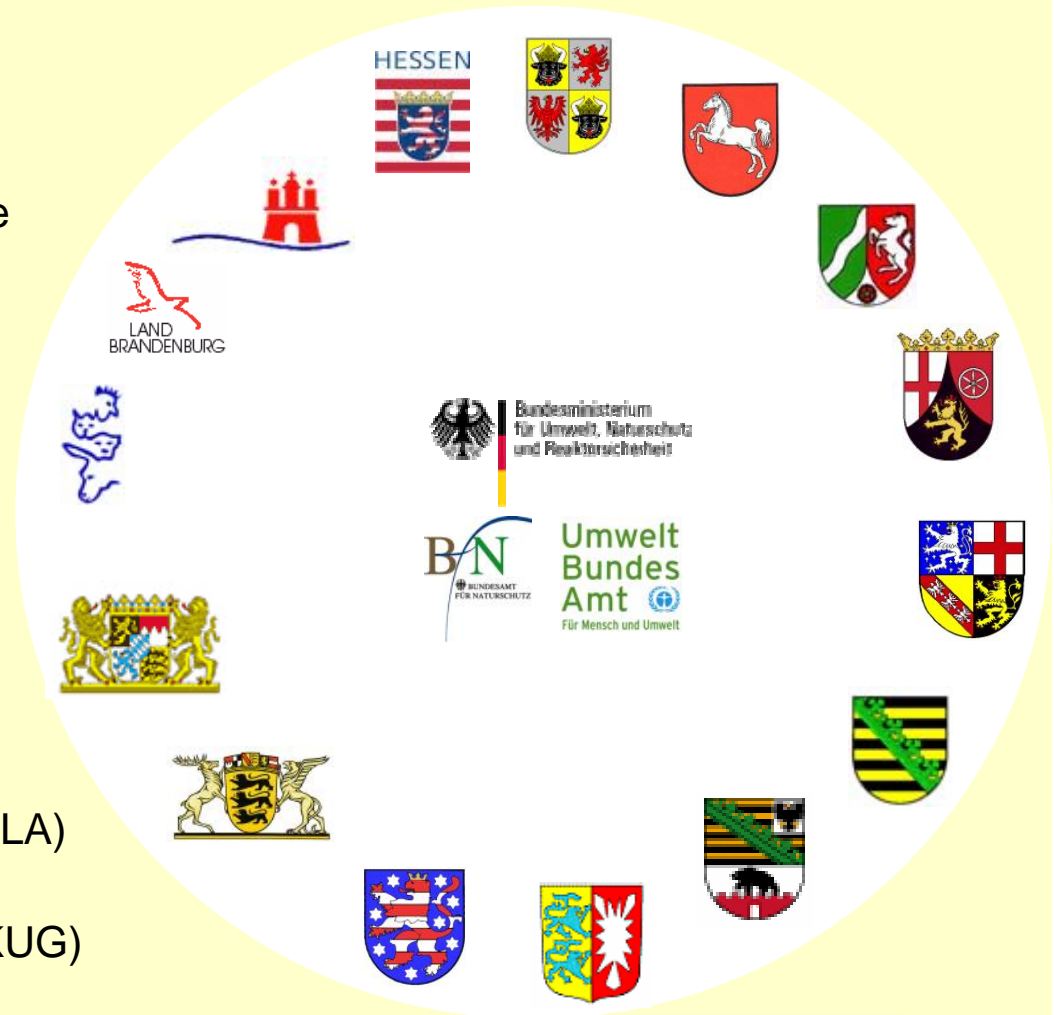 HESSEN
e
LAND
BRANDENBURG
Bundesministerium
für Umwelt, Naturschutz
und Reaktorsicherheit
BfN
BUNDESAMT
FÜR NATURSCHUTZ
Umwelt
Bundes
Amt
Für Mensch und Umwelt
LA)
KUG)